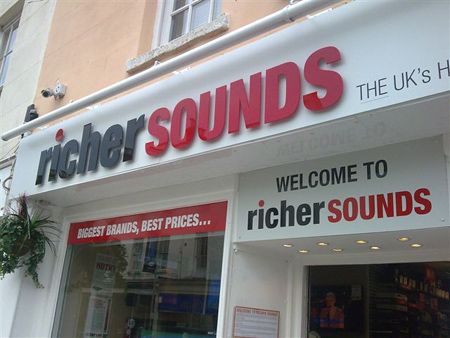 richer SOUNDS
THE UK's H
WELCOME TO
richer SOUNDS
BIGGEST BRANDS, BEST PRICES...